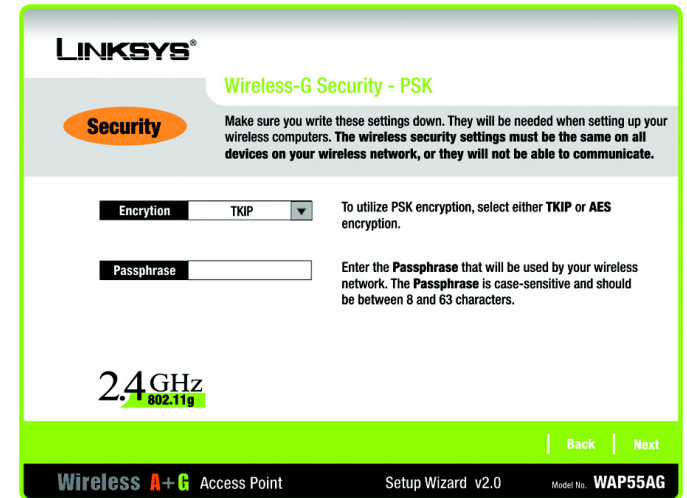 LINKSYS®
Wireless-G Security - PSK
Security
Make sure you write these settings down. They will be needed when setting up your
wireless computers. The wireless security settings must be the same on all
devices on your wireless network, or they will not be able to communicate.
Encrytion TKIP
To utilize PSK encryption, select either TKIP or AES
encryption.
Passphrase
Enter the Passphrase that will be used by your wireless
network. The Passphrase is case-sensitive and should
be between 8 and 63 characters.
2.4 GHz
802.11g
Back Next
Wireless A+G Access Point Setup Wizard v2.0 Model No. WAP55AG